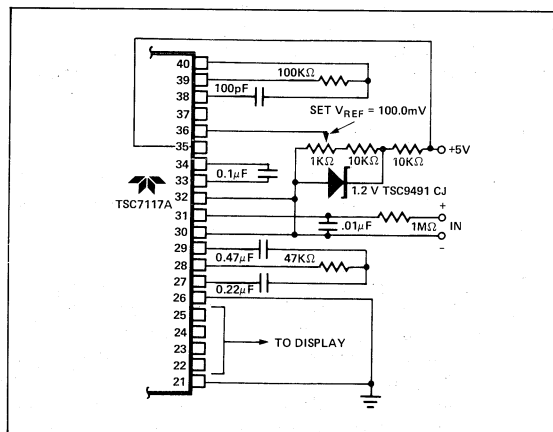 40
39
100KΩ
38
100pF
37
SET VREF = 100.0mV
36
35
1KΩ
10KΩ
10KΩ
+5V
34
33
0.1μF
1.2 V TSC9491 CJ
32
TSC7117A
31
+
30
.01μF
1MΩ
IN
29
−
28
0.47μF
47KΩ
27
0.22μF
26
25
24
TO DISPLAY
23
22
21